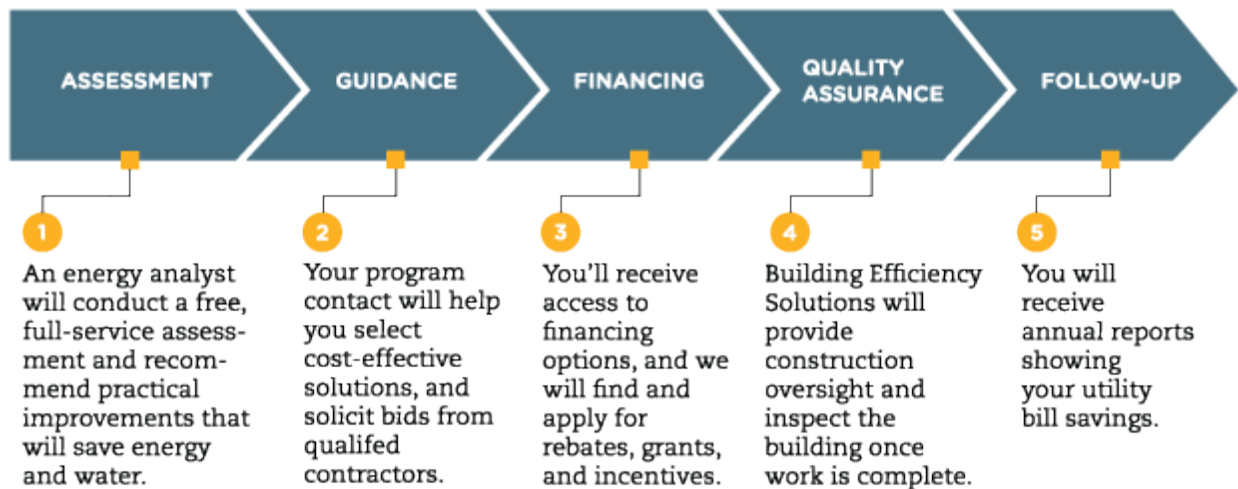 ASSESSMENT
GUIDANCE
FINANCING
QUALITY
ASSURANCE
FOLLOW-UP
1
An energy analyst
will conduct a free,
full-service assess-
ment and recom-
mend practical
improvements that
will save energy
and water.
2
Your program
contact will help
you select
cost-effective
solutions, and
solicit bids from
qualifed
contractors.
3
You’ll receive
access to
financing
options, and we
will find and
apply for
rebates, grants,
and incentives.
4
Building Efficiency
Solutions will
provide
construction
oversight and
inspect the
building once
work is complete.
5
You will
receive
annual reports
showing
your utility
bill savings.